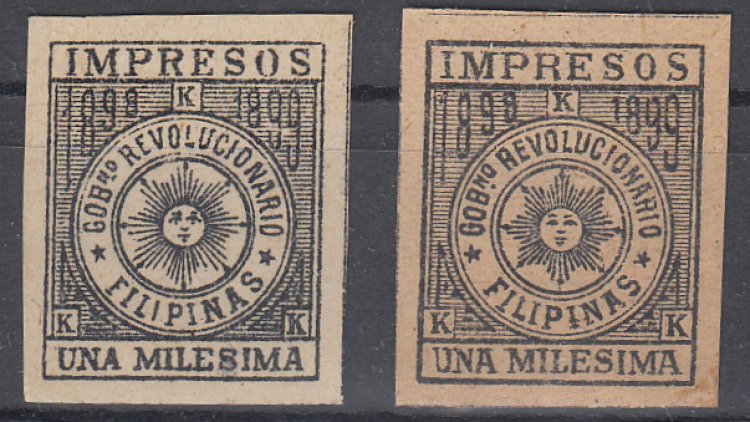 IMPRESOS
1898 K 1899
GOBNO REVOLUCIONARIO
★ FILIPINAS ★
K K
UNA MILESIMA
IMPRESOS
1898 K 1899
GOBNO REVOLUCIONARIO
★ FILIPINAS ★
K K
UNA MILESIMA